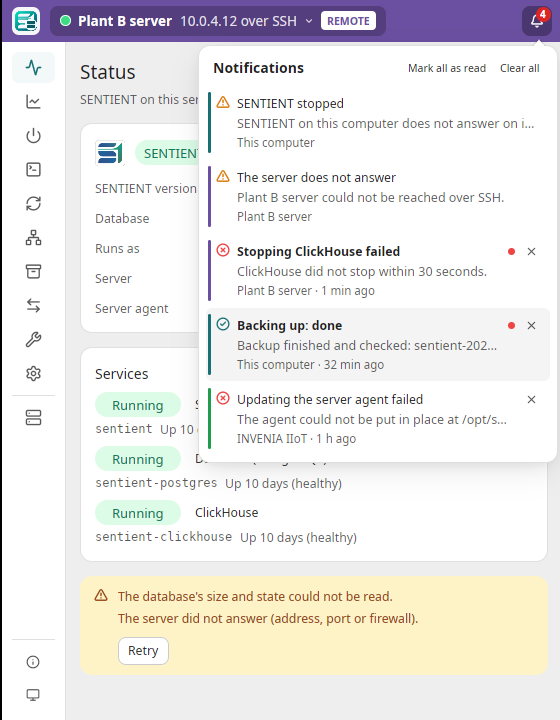 Plant B server 10.0.4.12 over SSH REMOTE
4
Status
SENTIENT on this ser
SENTIENT
SENTIENT version
Database
Runs as
Server
Server agent
Notifications
Mark all as read
Clear all
SENTIENT stopped
SENTIENT on this computer does not answer on i…
This computer
The server does not answer
Plant B server could not be reached over SSH.
Plant B server
Stopping ClickHouse failed
ClickHouse did not stop within 30 seconds.
Plant B server · 1 min ago
Backing up: done
Backup finished and checked: sentient-202…
This computer · 32 min ago
Updating the server agent failed
The agent could not be put in place at /opt/s…
INVENIA IIoT · 1 h ago
Services
Running
sentient Up 10
Running
sentient-postgres Up 10 days (healthy)
Running ClickHouse
sentient-clickhouse Up 10 days (healthy)
The database's size and state could not be read.
The server did not answer (address, port or firewall).
Retry